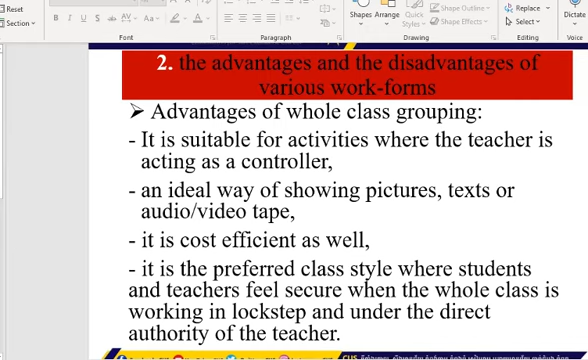 Reset
Section
B I U S
AV Aa
A
Font
Paragraph
Shapes Arrange
Quick
Styles
Shape Outline
Shape Effects
Drawing
Replace
Select
Editing
Dictate
Voice
2. the advantages and the disadvantages of
various work-forms
➤ Advantages of whole class grouping:
- It is suitable for activities where the teacher is
acting as a controller,
- an ideal way of showing pictures, texts or
audio/video tape,
- it is cost efficient as well,
- it is the preferred class style where students
and teachers feel secure when the whole class is
working in lockstep and under the direct
authority of the teacher.